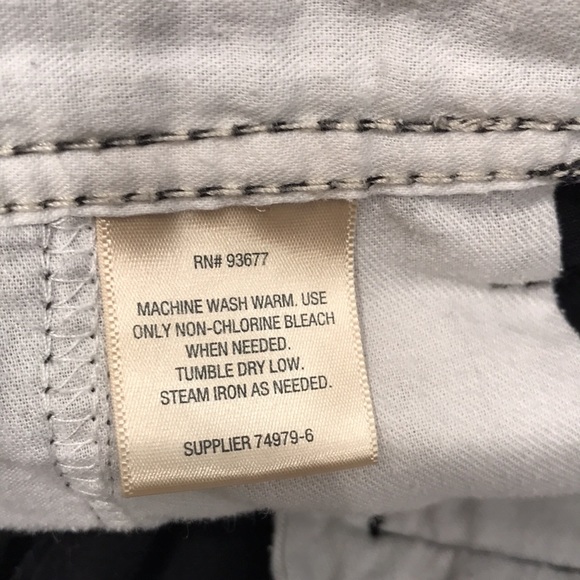 RN# 93677
MACHINE WASH WARM. USE
ONLY NON-CHLORINE BLEACH
WHEN NEEDED.
TUMBLE DRY LOW.
STEAM IRON AS NEEDED.
SUPPLIER 74979-6